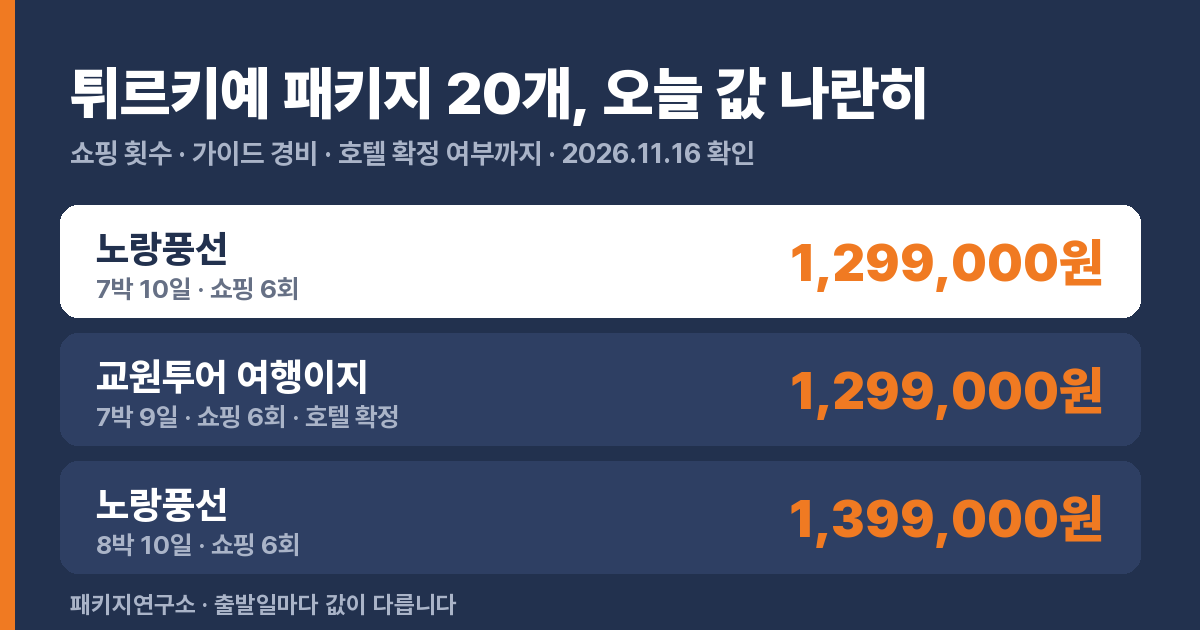 튀르키예 패키지 20개, 오늘 값 나란히
쇼핑 횟수 · 가이드 경비 · 호텔 확정 여부까지 · 2026.11.16 확인
노랑풍선
1,299,000원
7박 10일 · 쇼핑 6회
교원투어 여행이지
1,299,000원
7박 9일 · 쇼핑 6회 · 호텔 확정
노랑풍선
1,399,000원
8박 10일 · 쇼핑 6회
패키지연구소 · 출발일마다 값이 다릅니다